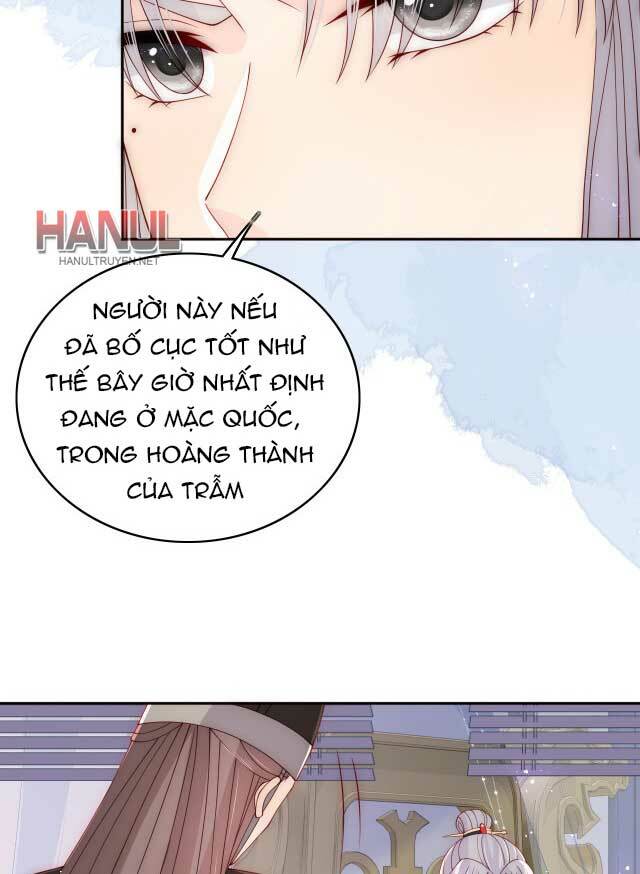 HANUL
HANULTRUYEN.NET
NGƯỜI NÀY NẾU
ĐÃ BỐ CỤC TỐT NHƯ
THẾ BÂY GIỜ NHẤT ĐỊNH
ĐANG Ở MẶC QUỐC,
TRONG HOÀNG THÀNH
CỦA TRẪM